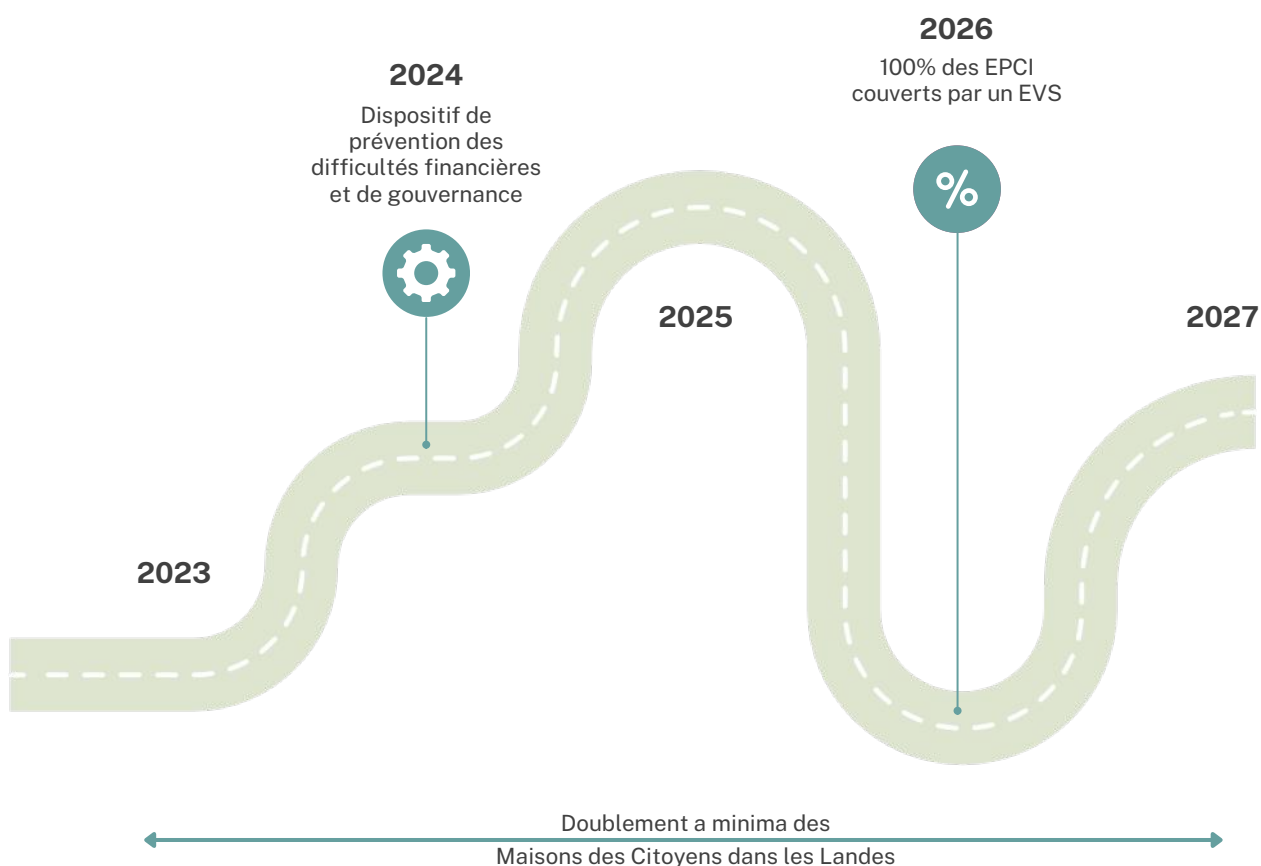 2026
100% des EPCI
couverts par un EVS
2024
Dispositif de
prévention des
difficultés financières
et de gouvernance
%
2025
2027
2023
Doublement a minima des
Maisons des Citoyens dans les Landes